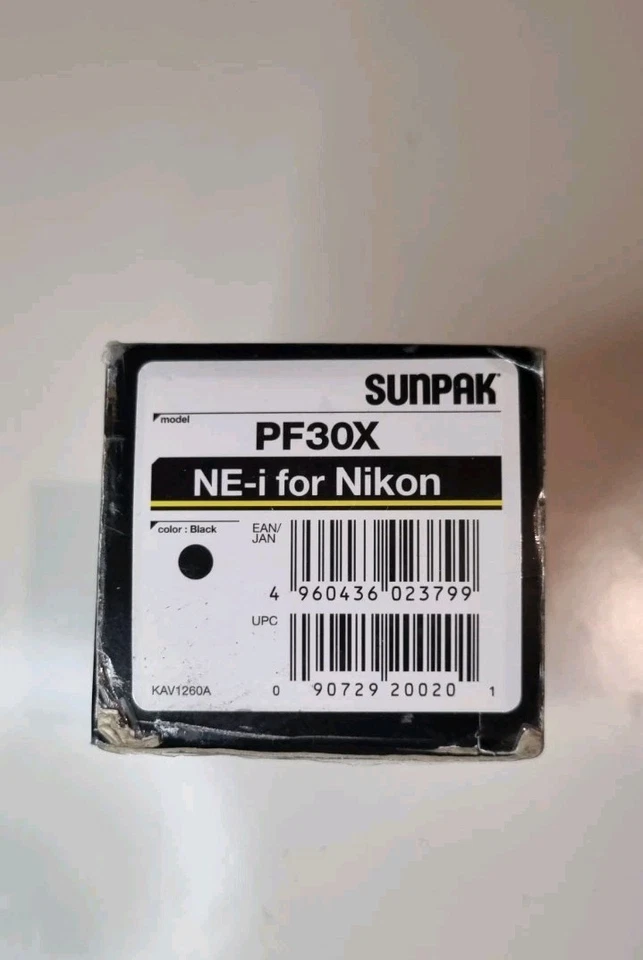 SUNPAK
model
PF30X
NE-i for Nikon
color : Black
EAN/
JAN
4 960436 023799
UPC
KAV1260A
0 90729 20020 1